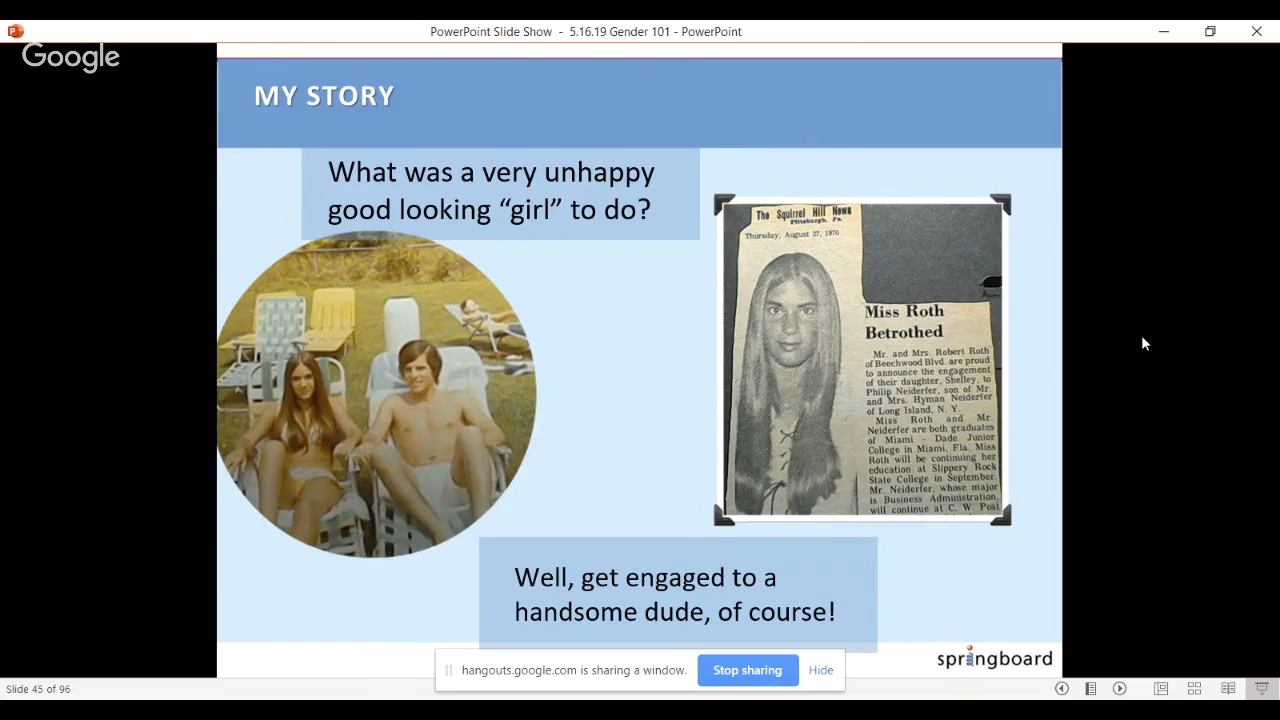 PowerPoint Slide Show - 5.16.19 Gender 101 - PowerPoint
Google
MY STORY
What was a very unhappy
good looking “girl” to do?
The Squirrel Hill News
Pittsburgh, Pa.
Thursday, August 27, 1970
Miss Roth
Betrothed
Mr. and Mrs. Robert Roth
of Beechwood Blvd. are proud
to announce the engagement
of their daughter, Shelley, to
Philip Neiderfer, son of Mr.
and Mrs. Hyman Neiderfer
of Long Island, N. Y.
Miss Roth and Mr.
Neiderfer are both graduates
of Miami - Dade Junior
College in Miami, Fla. Miss
Roth will be continuing her
education at Slippery Rock
State College in September.
Mr. Neiderfer, whose major
is Business Administration,
will continue at C. W. Post
Well, get engaged to a
handsome dude, of course!
springboard
hangouts.google.com is sharing a window.
Stop sharing
Hide
Slide 45 of 96